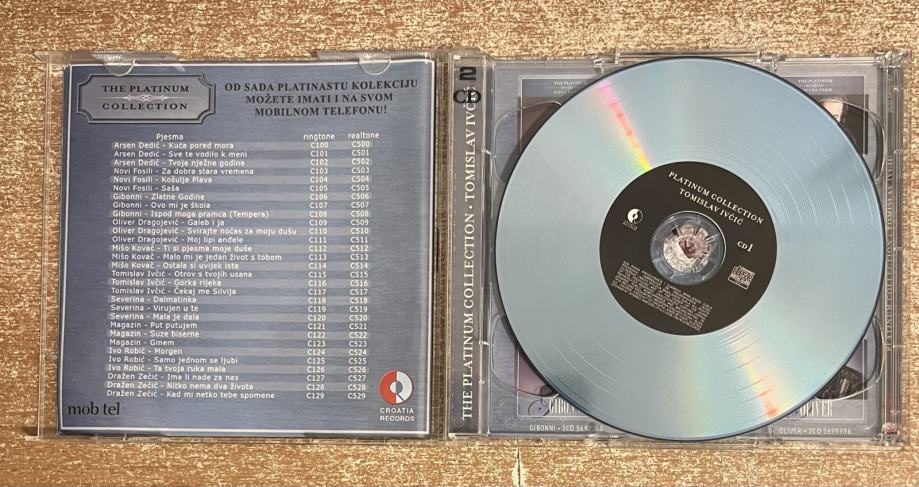 THE PLATINUM
COLLECTION
OD SADA PLATINASTU KOLEKCIJU
MOŽETE IMATI I NA SVOM
MOBILNOM TELEFONU!
Pjesma ringtone realtone
Arsen Dedić - Kuća pored mora C100 C500
Arsen Dedić - Sve te vodilo k meni C101 C501
Arsen Dedić - Tvoje nježne godine C102 C502
Novi Fosili - Za dobra stara vremena C103 C503
Novi Fosili - Košulja Plava C104 C504
Novi Fosili - Saša C105 C505
Gibonni - Zlatne Godine C106 C506
Gibonni - Ovo mi je škola C107 C507
Gibonni - Ispod moga pramca (Tempera) C108 C508
Oliver Dragojević - Galeb i ja C109 C509
Oliver Dragojević - Svirajte noćas za moju dušu C110 C510
Oliver Dragojević - Moj lipi anđele C111 C511
Mišo Kovač - Ti si pjesma moje duše C112 C512
Mišo Kovač - Malo mi je jedan život s tobom C113 C513
Mišo Kovač - Ostala si uvijek ista C114 C514
Tomislav Ivčić - Otrov s tvojih usana C115 C515
Tomislav Ivčić - Gorka rijeka C116 C516
Tomislav Ivčić - Čekaj me Silvija C117 C517
Severina - Dalmatinka C118 C518
Severina - Virujen u te C119 C519
Severina - Mala je dala C120 C520
Magazin - Put putujem C121 C521
Magazin - Suze biserne C122 C522
Magazin - Ginem C123 C523
Ivo Robić - Morgen C124 C524
Ivo Robić - Samo jednom se ljubi C125 C525
Ivo Robić - Ta tvoja ruka mala C126 C526
Dražen Zečić - Ima li nade za nas C127 C527
Dražen Zečić - Nitko nema dva života C128 C528
Dražen Zečić - Kad mi netko tebe spomene C129 C529
mob tel
CROATIA
RECORDS
2
CD
THE PLATINUM COLLECTION · TOMISLAV IVČIĆ
PLATINUM COLLECTION
TOMISLAV IVČIĆ
CD1
GIBONNI
OLIVER
GIBONNI - 2CD
OLIVER - 2CD 5699996